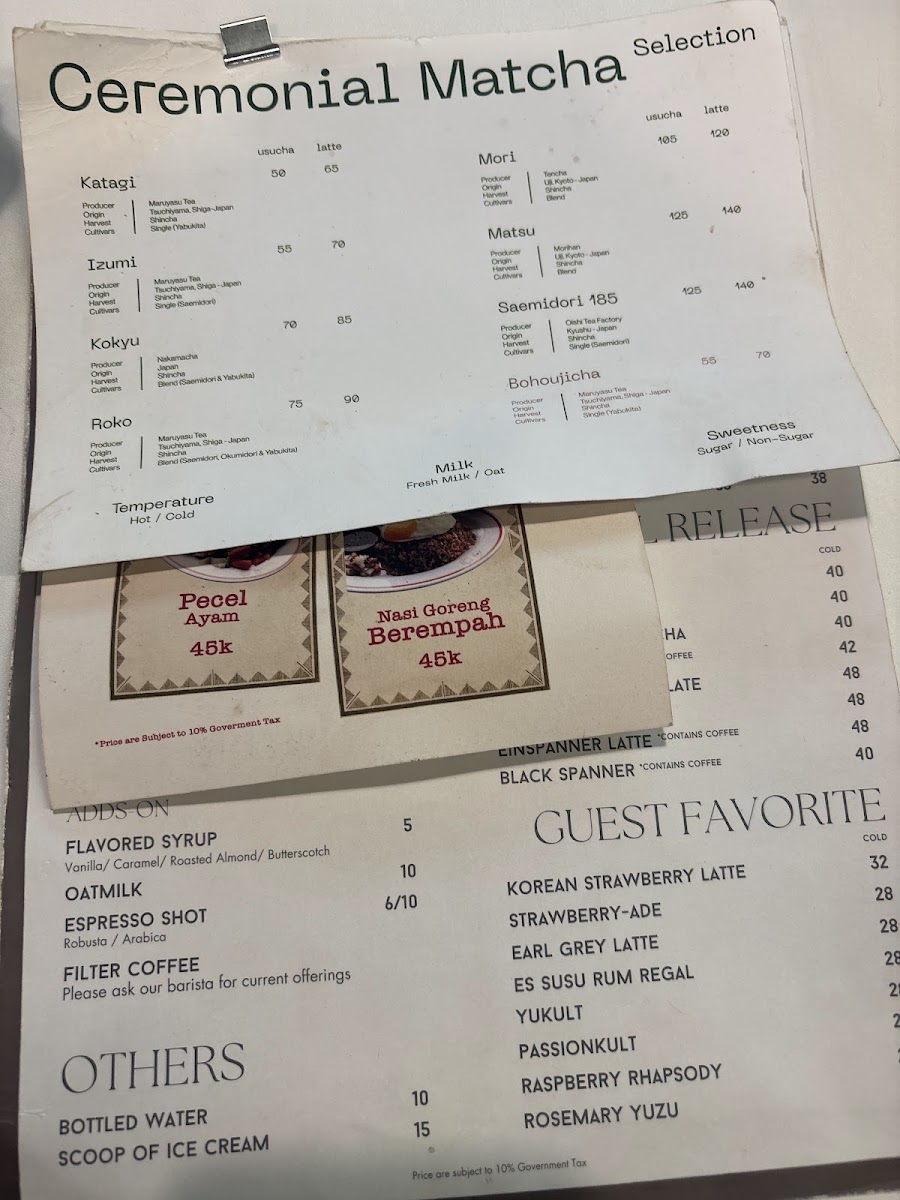 Ceremonial Matcha Selection
usucha latte
Katagi 50 65
Producer Maruyasu Tea
Origin Tsuchiyama, Shiga-Japan
Harvest Shincha
Cultivars Single (Yabukita)
Izumi 55 70
Producer Maruyasu Tea
Origin Tsuchiyama, Shiga - Japan
Harvest Shincha
Cultivars Single (Saemidori)
Kokyu 70 85
Producer Nakamacha
Origin Japan
Harvest Shincha
Cultivars Blend (Saemidori & Yabukita)
Roko 75 90
Producer Maruyasu Tea
Origin Tsuchiyama, Shiga - Japan
Harvest Shincha
Cultivars Blend (Saemidori, Okumidori & Yabukita)
usucha latte
Mori 105 120
Producer Tencha
Origin Uji, Kyoto - Japan
Harvest Shincha
Cultivars Blend
Matsu 125 140
Producer Morihan
Origin Uji, Kyoto - Japan
Harvest Shincha
Cultivars Blend
Saemidori 185 125 140
Producer Oishi Tea Factory
Origin Kyushu - Japan
Harvest Shincha
Cultivars Single (Saemidori)
Bohoujicha 55 70
Producer Maruyasu Tea
Origin Tsuchiyama, Shiga - Japan
Harvest Shincha
Cultivars Single (Yabukita)
Temperature
Hot / Cold
Milk
Fresh Milk / Oat
Sweetness
Sugar / Non-Sugar
Pecel
Ayam
45k
Nasi Goreng
Berempah
45k
*Price are Subject to 10% Goverment Tax
38
L RELEASE
COLD
40
40
HA 40
OFFEE 42
LATE 48
48
EINSPANNER LATTE *CONTAINS COFFEE 48
BLACK SPANNER *CONTAINS COFFEE 40
ADDS-ON
FLAVORED SYRUP 5
Vanilla/ Caramel/ Roasted Almond/ Butterscotch
OATMILK 10
ESPRESSO SHOT 6/10
Robusta / Arabica
FILTER COFFEE
Please ask our barista for current offerings
OTHERS
BOTTLED WATER 10
SCOOP OF ICE CREAM 15
GUEST FAVORITE
COLD
KOREAN STRAWBERRY LATTE 32
STRAWBERRY-ADE 28
EARL GREY LATTE 28
ES SUSU RUM REGAL 28
YUKULT
PASSIONKULT
RASPBERRY RHAPSODY
ROSEMARY YUZU
Price are subject to 10% Government Tax